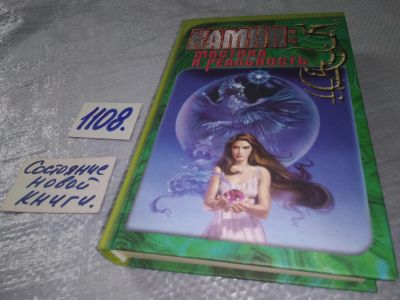 КАМНИ:
МИСТИКА
И РЕАЛЬНОСТЬ
1108.
Состояние
новой
книги.